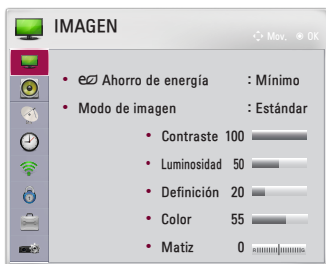 IMAGEN
Mov. OK
Ahorro de energía : Mínimo
Modo de imagen : Estándar
Contraste 100
Luminosidad 50
Definición 20
Color 55
Matiz 0